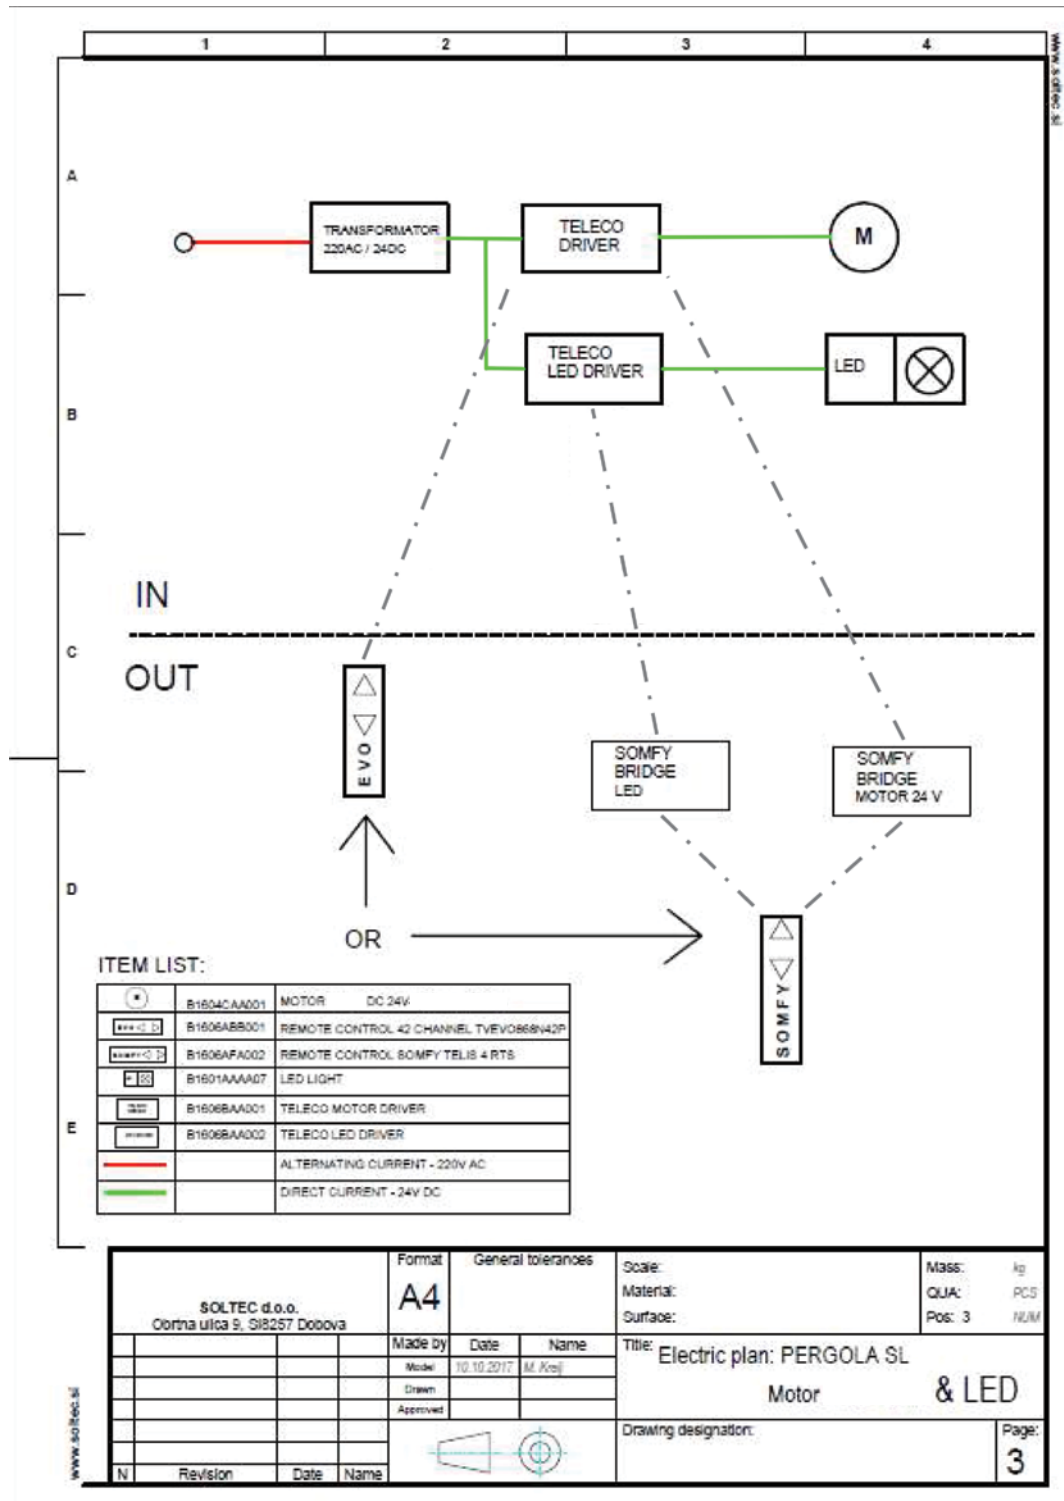 1 2 3 4
www.soltec.si
A
TRANSFORMATOR
220AC / 24DC
TELECO
DRIVER
M
TELECO
LED DRIVER
LED
B
IN
C
OUT
EVO
SOMFY
BRIDGE
LED
SOMFY
BRIDGE
MOTOR 24 V
D
OR
SOMFY
ITEM LIST:
B1604CAA001 MOTOR DC 24V
EVO B1606ABB001 REMOTE CONTROL 42 CHANNEL TVEVO868N42P
SOMFY B1606AFA002 REMOTE CONTROL SOMFY TELIS 4 RTS
B1601AAAA07 LED LIGHT
B1606BAA001 TELECO MOTOR DRIVER
E
B1606BAA002 TELECO LED DRIVER
ALTERNATING CURRENT - 220V AC
DIRECT CURRENT - 24V DC
SOLTEC d.o.o.
Obrtna ulica 9, SI8257 Dobova
Format
A4
General tolerances
Scale:
Material:
Surface:
Mass: kg
QUA: PCS
Pos: 3 NUM
Made by Date Name
Model 10.10.2017 M. Krelj
Drawn
Approved
Title: Electric plan: PERGOLA SL
Motor & LED
Drawing designation:
Page:
3
N Revision Date Name
www.soltec.si